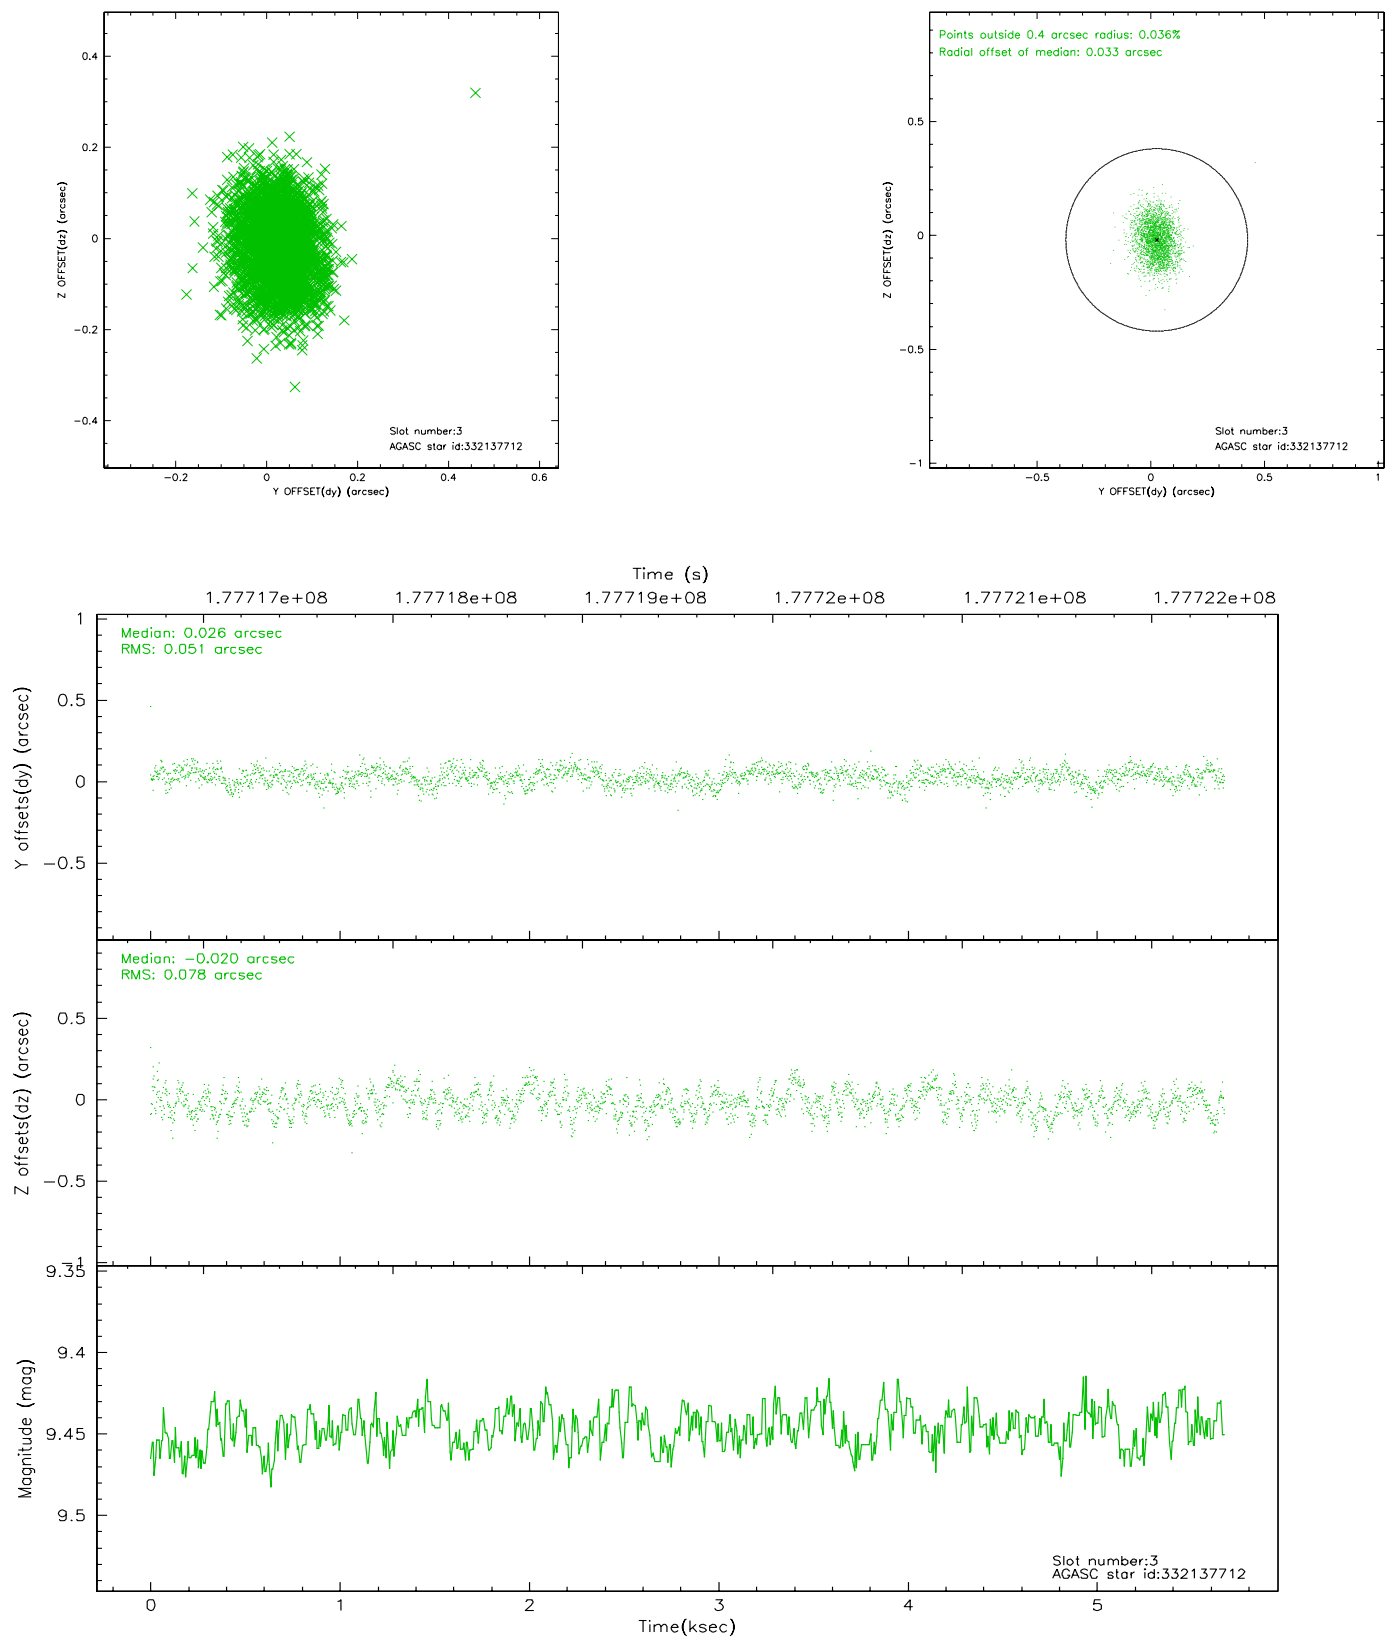 0.4
0.2
0
−0.2
−0.4
Z OFFSET(dz) (arcsec)
Slot number:3
AGASC star id:332137712
−0.2 0 0.2 0.4 0.6
Y OFFSET(dy) (arcsec)
Points outside 0.4 arcsec radius: 0.036%
Radial offset of median: 0.033 arcsec
0.5
0
−0.5
−1
Z OFFSET(dz) (arcsec)
Slot number:3
AGASC star id:332137712
−0.5 0 0.5 1
Y OFFSET(dy) (arcsec)
Time (s)
1.77717e+08 1.77718e+08 1.77719e+08 1.7772e+08 1.77721e+08 1.77722e+08
1
0.5
0
−0.5
Y offsets(dy) (arcsec)
Median: 0.026 arcsec
RMS: 0.051 arcsec
0.5
0
−0.5
−1
Z offsets(dz) (arcsec)
Median: −0.020 arcsec
RMS: 0.078 arcsec
9.35
9.4
9.45
9.5
Magnitude (mag)
Slot number:3
AGASC star id:332137712
0 1 2 3 4 5
Time(ksec)